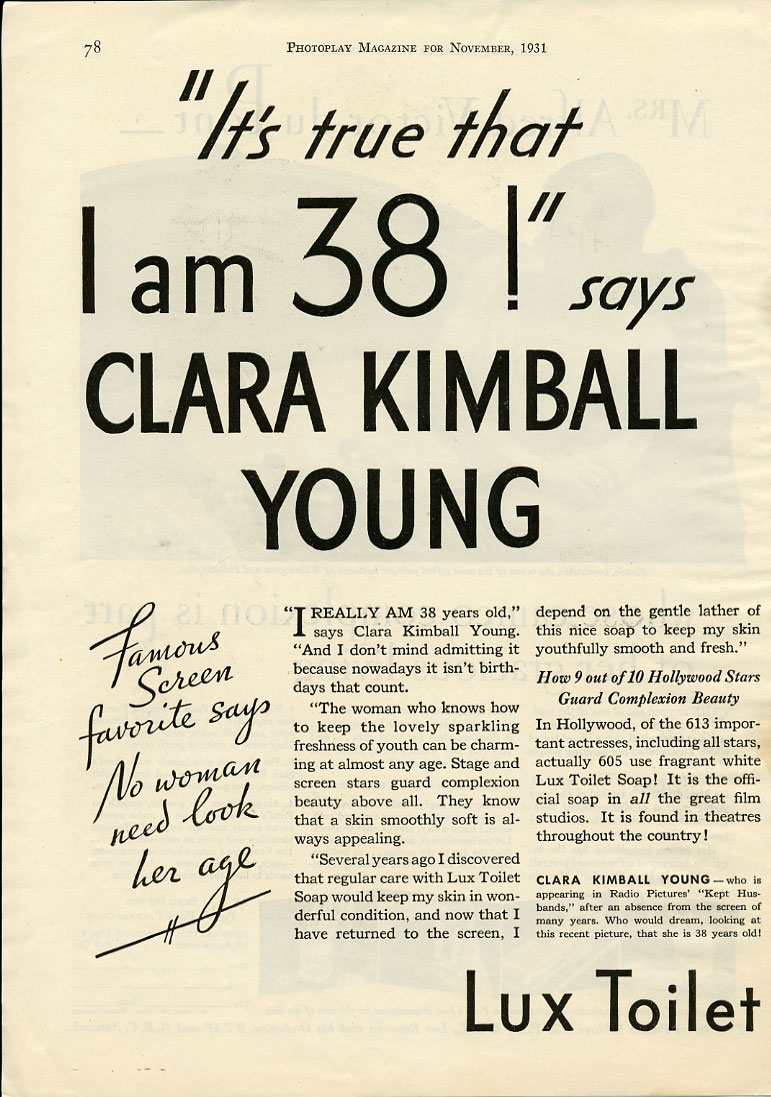 78
PHOTOPLAY MAGAZINE FOR NOVEMBER, 1931
"It's true that
I am 38!" says
CLARA KIMBALL
YOUNG
Famous
Screen
favorite says
No woman
need look
her age
"I REALLY AM 38 years old,"
says Clara Kimball Young.
"And I don't mind admitting it
because nowadays it isn't birth-
days that count.
"The woman who knows how
to keep the lovely sparkling
freshness of youth can be charm-
ing at almost any age. Stage and
screen stars guard complexion
beauty above all. They know
that a skin smoothly soft is al-
ways appealing.
"Several years ago I discovered
that regular care with Lux Toilet
Soap would keep my skin in won-
derful condition, and now that I
have returned to the screen, I
depend on the gentle lather of
this nice soap to keep my skin
youthfully smooth and fresh."
How 9 out of 10 Hollywood Stars
Guard Complexion Beauty
In Hollywood, of the 613 impor-
tant actresses, including all stars,
actually 605 use fragrant white
Lux Toilet Soap! It is the offi-
cial soap in all the great film
studios. It is found in theatres
throughout the country!
CLARA KIMBALL YOUNG—who is
appearing in Radio Pictures' "Kept Hus-
bands," after an absence from the screen of
many years. Who would dream, looking at
this recent picture, that she is 38 years old!
Lux Toilet